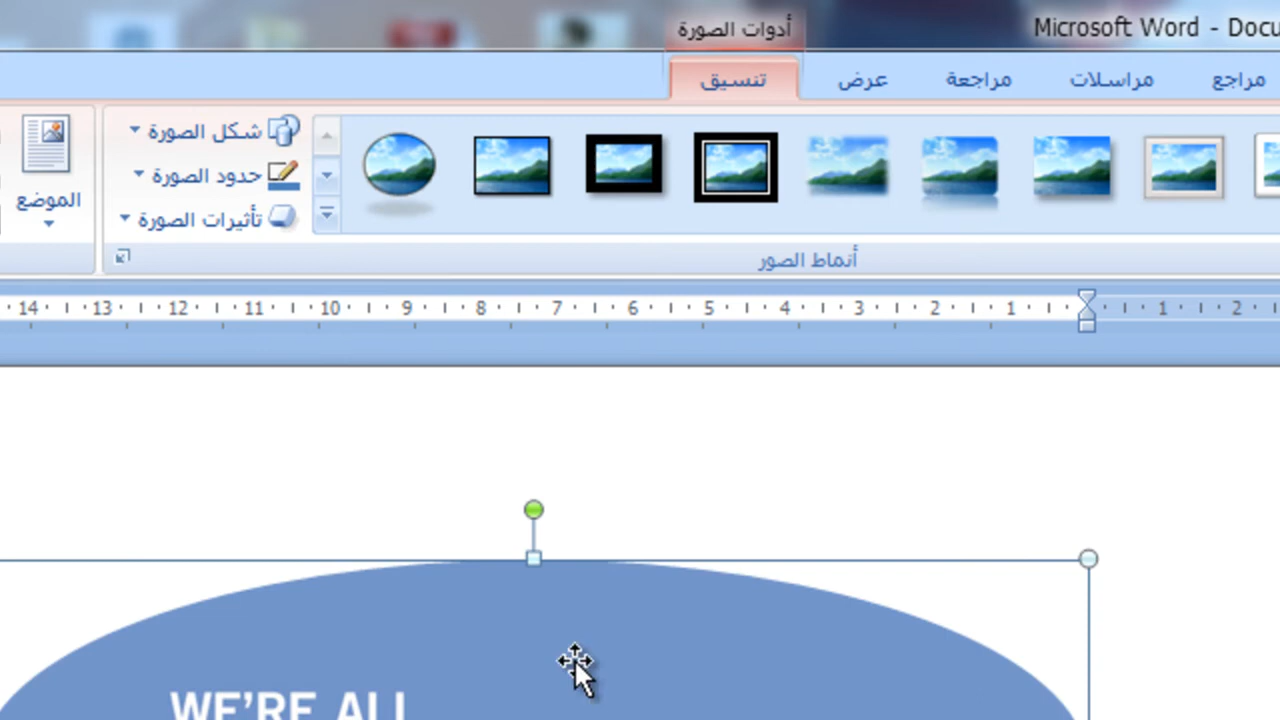 Microsoft Word - Docu
أدوات الصورة
مراجع مراسلات مراجعة عرض تنسيق
شكل الصورة
حدود الصورة
تأثيرات الصورة
الموضع
أنماط الصور
14 13 12 11 10 9 8 7 6 5 4 3 2 1 1 2
WE'RE ALL